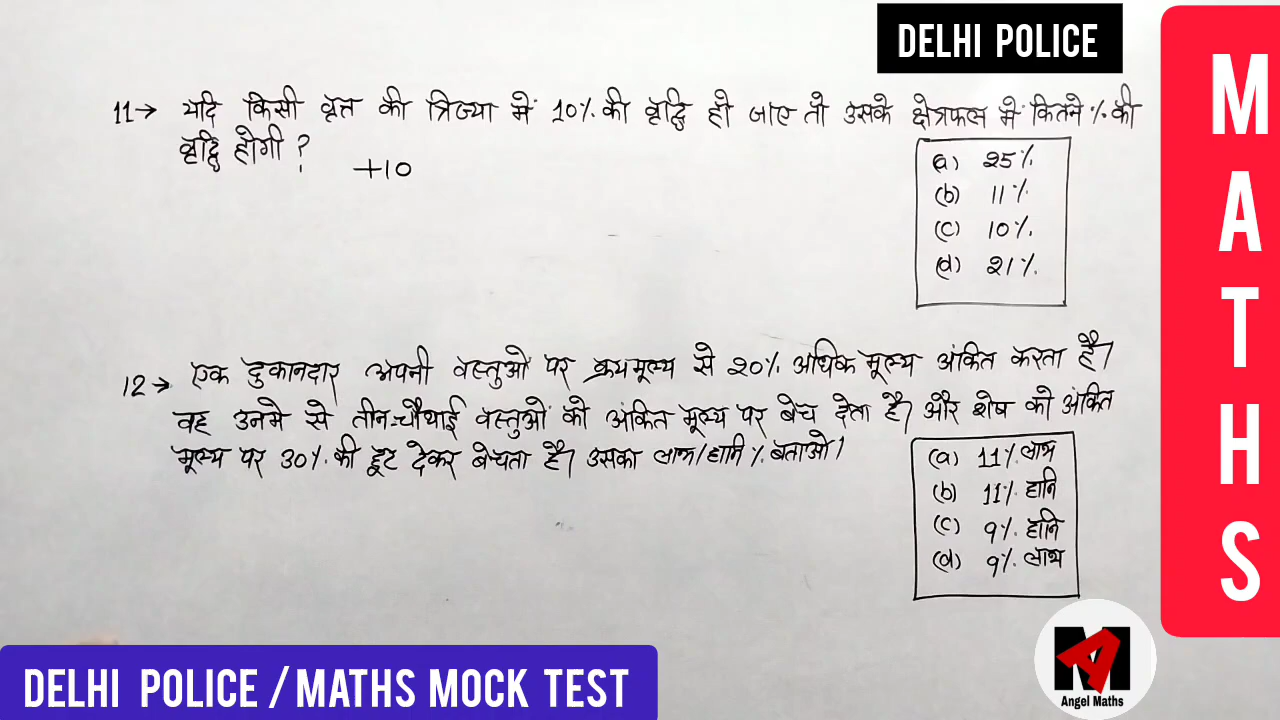 DELHI POLICE
11→ यदि किसी वृत्त की त्रिज्या में 10% की वृद्धि हो जाए तो उसके क्षेत्रफल में कितने % की
वृद्धि होगी ?
+10
(a) 25%
(b) 11%
(c) 10%
(d) 21%
12→ एक दुकानदार अपनी वस्तुओं पर क्रयमूल्य से 20% अधिक मूल्य अंकित करता है।
वह उनमे से तीन-चौथाई वस्तुओं को अंकित मूल्य पर बेच देता है। और शेष को अंकित
मूल्य पर 30% की छूट देकर बेचता है। उसका लाभ/हानि % बताओ।
(a) 11% लाभ
(b) 11% हानि
(c) 9% हानि
(d) 9% लाभ
MATHS
DELHI POLICE / MATHS MOCK TEST
MA
Angel Maths